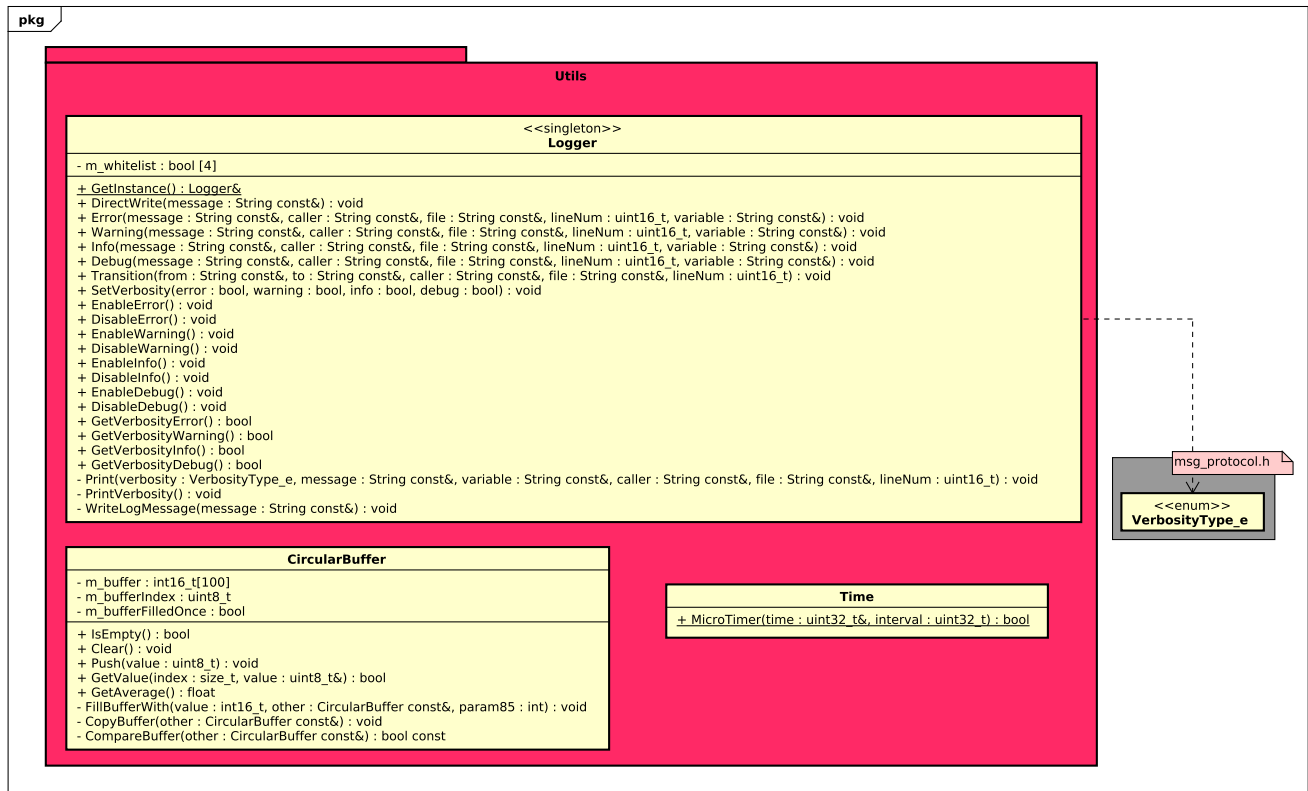 pkg
Utils
<<singleton>>
Logger
- m_whitelist : bool [4]
+ GetInstance() : Logger&
+ DirectWrite(message : String const&) : void
+ Error(message : String const&, caller : String const&, file : String const&, lineNum : uint16_t, variable : String const&) : void
+ Warning(message : String const&, caller : String const&, file : String const&, lineNum : uint16_t, variable : String const&) : void
+ Info(message : String const&, caller : String const&, file : String const&, lineNum : uint16_t, variable : String const&) : void
+ Debug(message : String const&, caller : String const&, file : String const&, lineNum : uint16_t, variable : String const&) : void
+ Transition(from : String const&, to : String const&, caller : String const&, file : String const&, lineNum : uint16_t) : void
+ SetVerbosity(error : bool, warning : bool, info : bool, debug : bool) : void
+ EnableError() : void
+ DisableError() : void
+ EnableWarning() : void
+ DisableWarning() : void
+ EnableInfo() : void
+ DisableInfo() : void
+ EnableDebug() : void
+ DisableDebug() : void
+ GetVerbosityError() : bool
+ GetVerbosityWarning() : bool
+ GetVerbosityInfo() : bool
+ GetVerbosityDebug() : bool
- Print(verbosity : VerbosityType_e, message : String const&, variable : String const&, caller : String const&, file : String const&, lineNum : uint16_t) : void
- PrintVerbosity() : void
- WriteLogMessage(message : String const&) : void
msg_protocol.h
<<enum>>
VerbosityType_e
CircularBuffer
- m_buffer : int16_t[100]
- m_bufferIndex : uint8_t
- m_bufferFilledOnce : bool
+ IsEmpty() : bool
+ Clear() : void
+ Push(value : uint8_t) : void
+ GetValue(index : size_t, value : uint8_t&) : bool
+ GetAverage() : float
- FillBufferWith(value : int16_t, other : CircularBuffer const&, param85 : int) : void
- CopyBuffer(other : CircularBuffer const&) : void
- CompareBuffer(other : CircularBuffer const&) : bool const
Time
+ MicroTimer(time : uint32_t&, interval : uint32_t) : bool